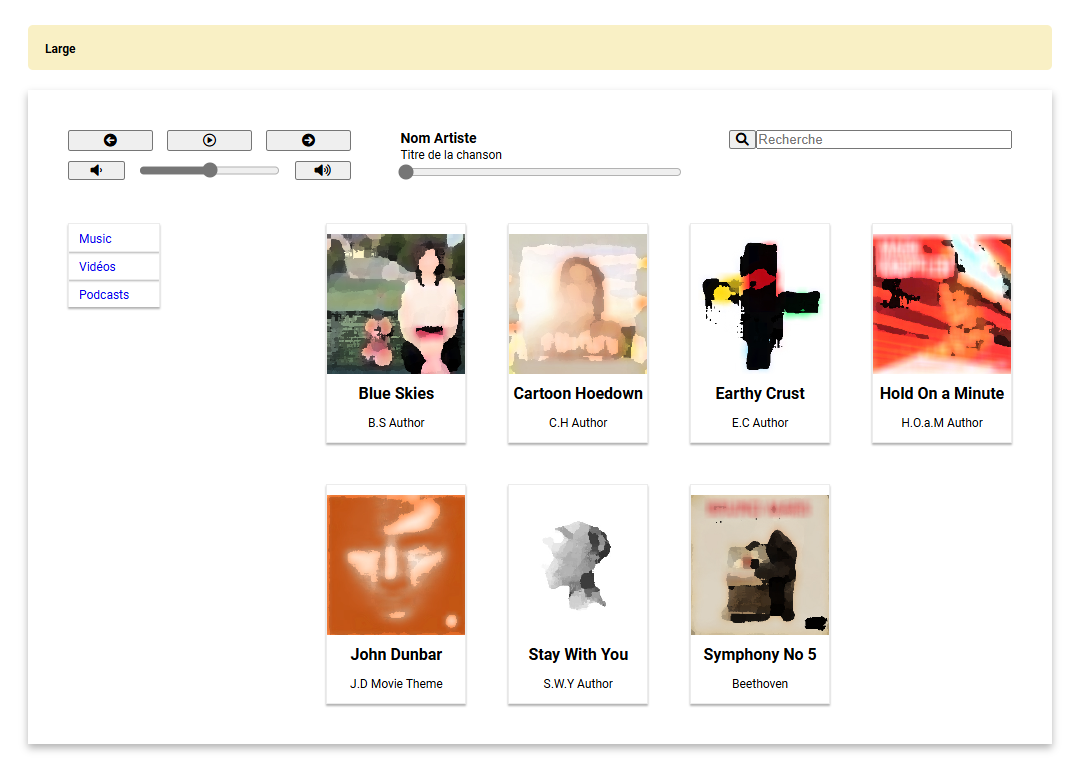 Large
Nom Artiste
Titre de la chanson
Recherche
Music
Vidéos
Podcasts
Blue Skies
B.S Author
Cartoon Hoedown
C.H Author
Earthy Crust
E.C Author
Hold On a Minute
H.O.a.M Author
John Dunbar
J.D Movie Theme
Stay With You
S.W.Y Author
Symphony No 5
Beethoven